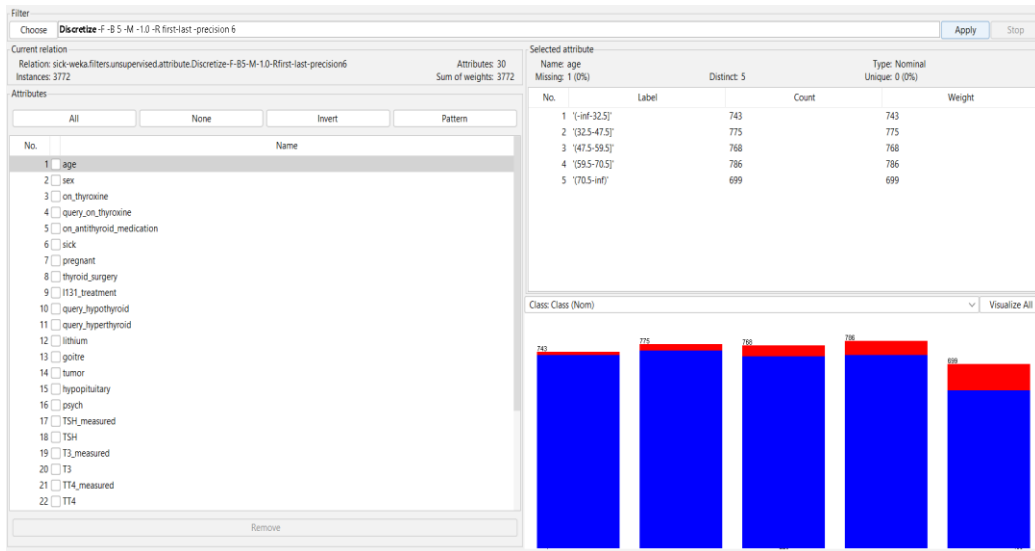 Filter
Choose Discretize -F -B 5 -M -1.0 -R first-last -precision 6 Apply Stop
Current relation
Relation: sick-weka.filters.unsupervised.attribute.Discretize-F-B5-M-1.0-Rfirst-last-precision6 Attributes: 30
Instances: 3772 Sum of weights: 3772
Attributes
All None Invert Pattern
No. Name
1 age
2 sex
3 on_thyroxine
4 query_on_thyroxine
5 on_antithyroid_medication
6 sick
7 pregnant
8 thyroid_surgery
9 I131_treatment
10 query_hypothyroid
11 query_hyperthyroid
12 lithium
13 goitre
14 tumor
15 hypopituitary
16 psych
17 TSH_measured
18 TSH
19 T3_measured
20 T3
21 TT4_measured
22 TT4
Remove
Selected attribute
Name: age Type: Nominal
Missing: 1 (0%) Distinct: 5 Unique: 0 (0%)
No. Label Count Weight
1 '(-inf-32.5]' 743 743
2 '(32.5-47.5]' 775 775
3 '(47.5-59.5]' 768 768
4 '(59.5-70.5]' 786 786
5 '(70.5-inf)' 699 699
Class: Class (Nom) Visualize All
743 775 768 786 699